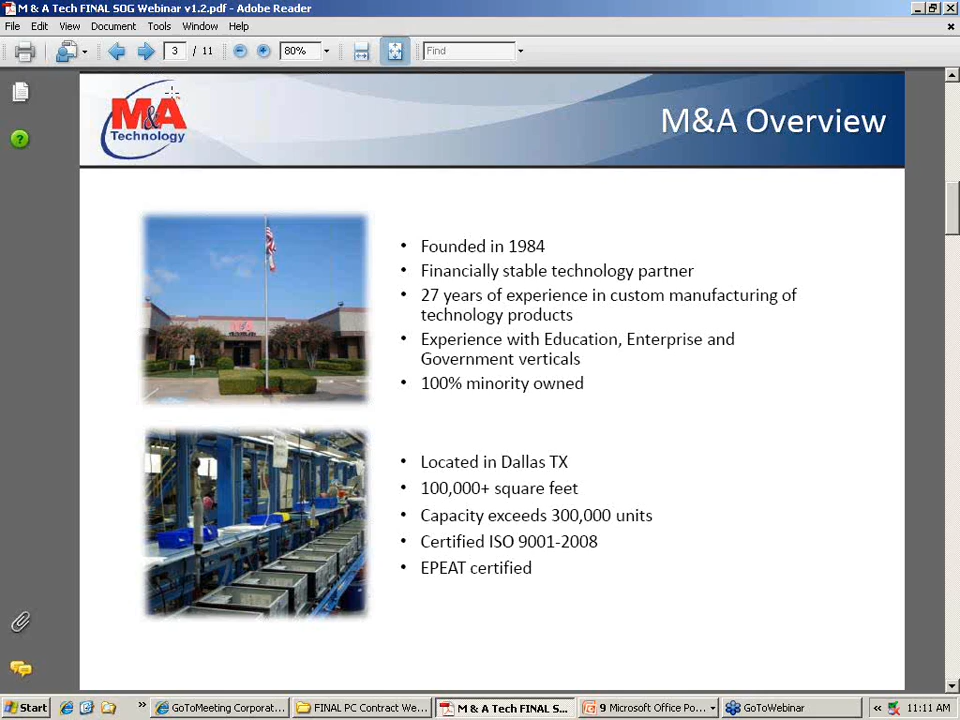 M & A Tech FINAL SOG Webinar v1.2.pdf - Adobe Reader
File Edit View Document Tools Window Help
3 / 11 80% Find
M&A
Technology
M&A Overview
• Founded in 1984
• Financially stable technology partner
• 27 years of experience in custom manufacturing of
technology products
• Experience with Education, Enterprise and
Government verticals
• 100% minority owned
• Located in Dallas TX
• 100,000+ square feet
• Capacity exceeds 300,000 units
• Certified ISO 9001-2008
• EPEAT certified
Start » GoToMeeting Corporat... FINAL PC Contract We... M & A Tech FINAL S... 9 Microsoft Office Po... GoToWebinar « 11:11 AM